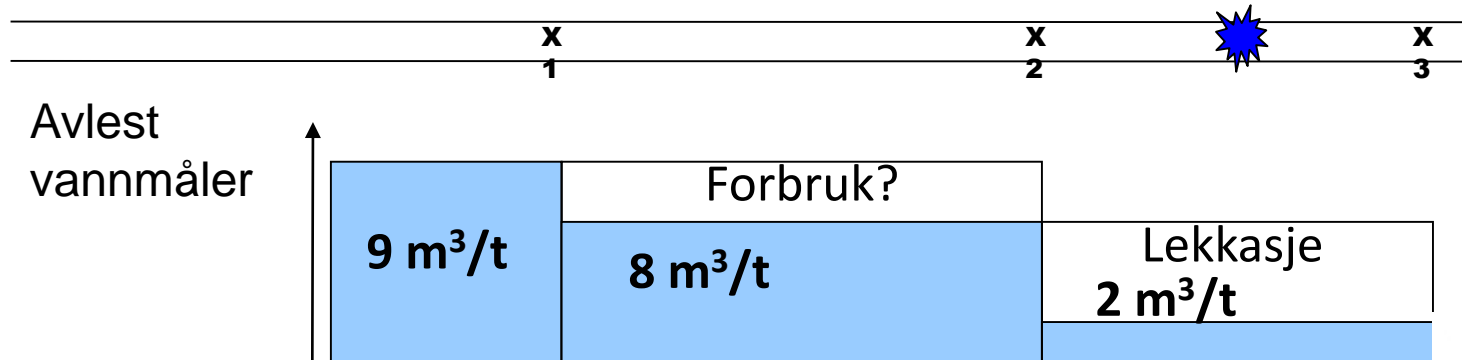 x x x
1 2 3
Avlest
vannmåler
Forbruk?
9 m³/t
8 m³/t
Lekkasje
2 m³/t